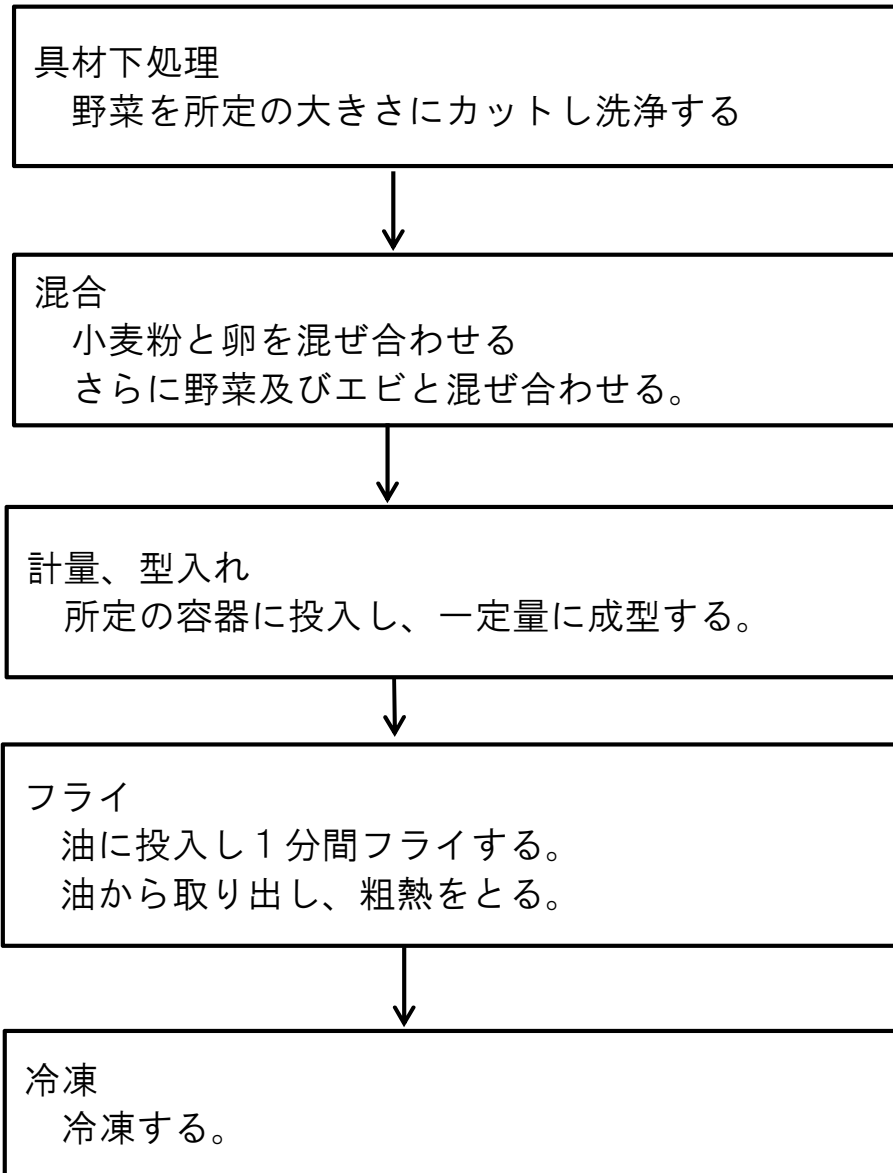 具材下処理
野菜を所定の大きさにカットし洗浄する
混合
小麦粉と卵を混ぜ合わせる
さらに野菜及びエビと混ぜ合わせる。
計量、型入れ
所定の容器に投入し、一定量に成型する。
フライ
油に投入し１分間フライする。
油から取り出し、粗熱をとる。
冷凍
冷凍する。